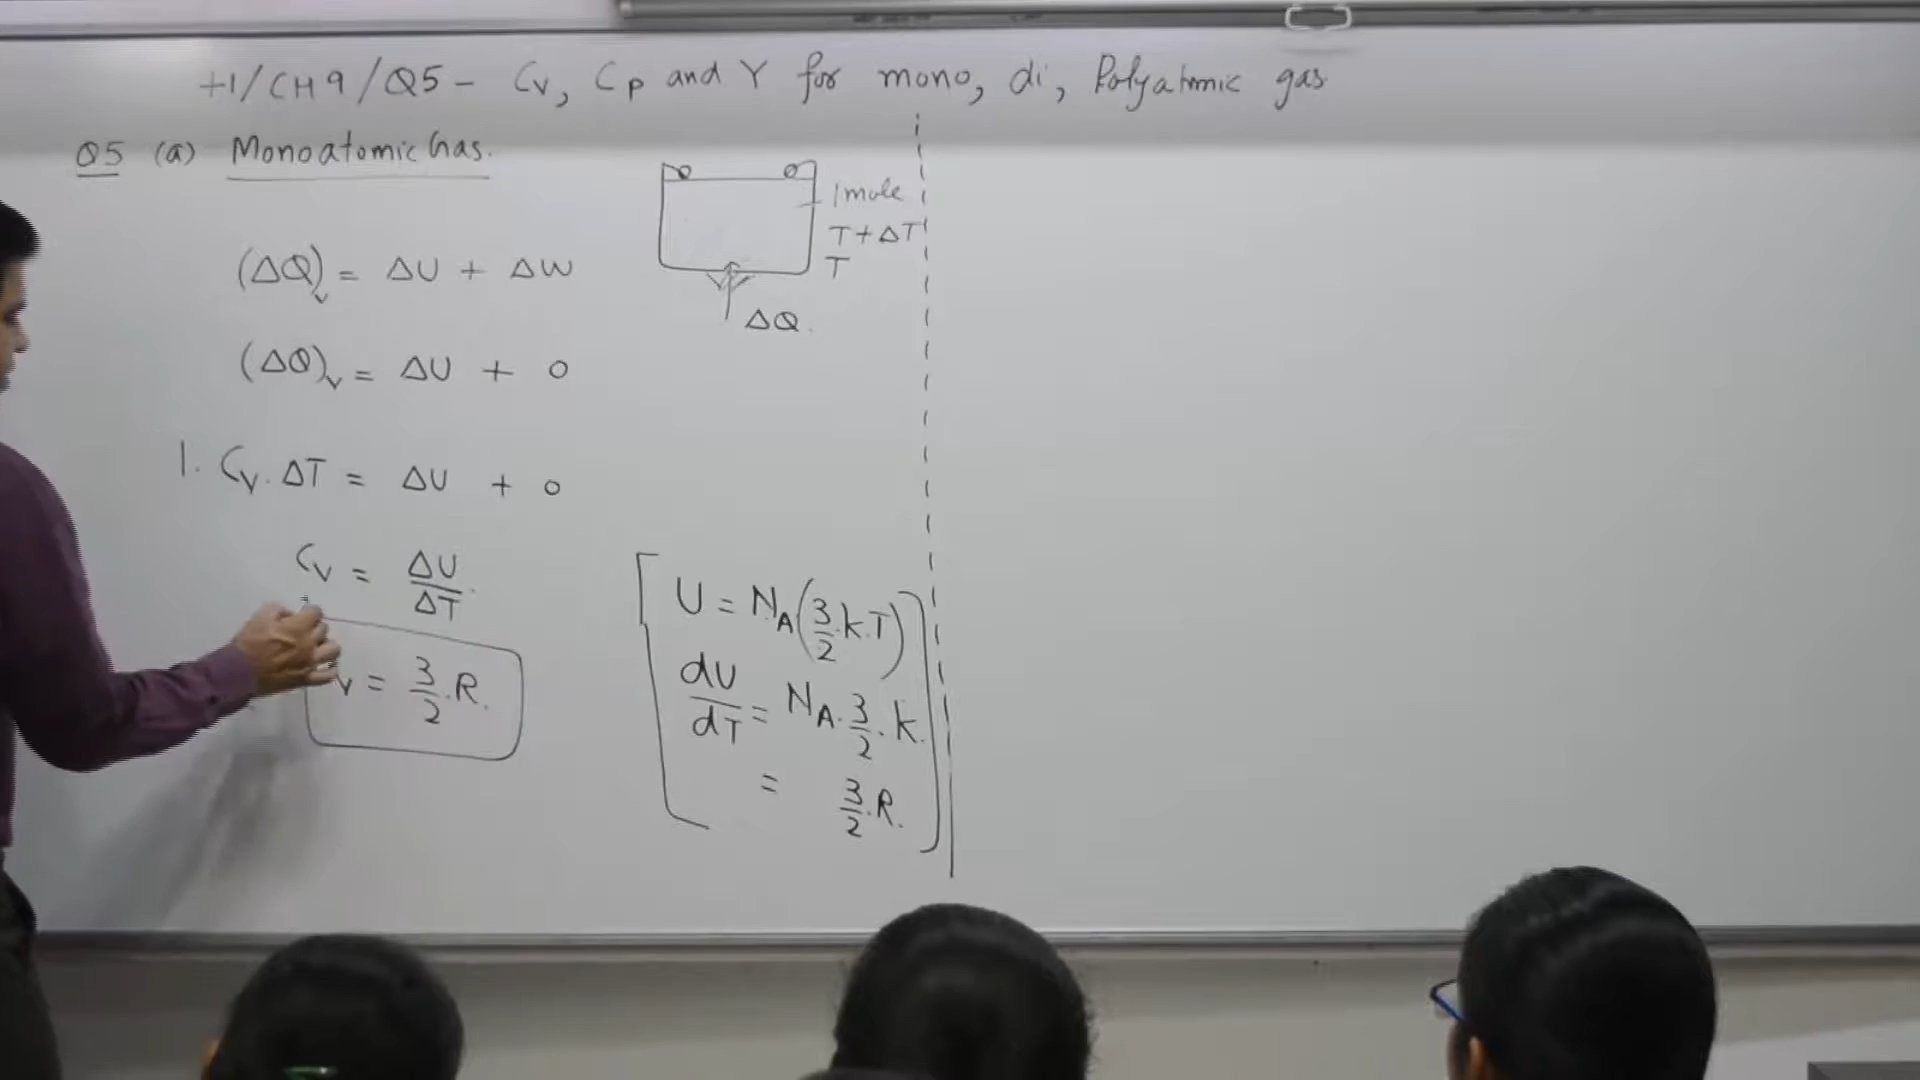 +1/CH9/Q5 - Cv, Cp and γ for mono, di, Polyatomic gas
Q5 (a) Monoatomic Gas.
1 mole
T + ΔT
T
ΔQ.
(ΔQ)v = ΔU + ΔW
(ΔQ)v = ΔU + 0
1. Cv. ΔT = ΔU + 0
Cv = ΔU/ΔT
v = 3/2 . R.
U = NA (3/2 . k.T)
dU/dT = NA. 3/2 . k.
= 3/2 . R.